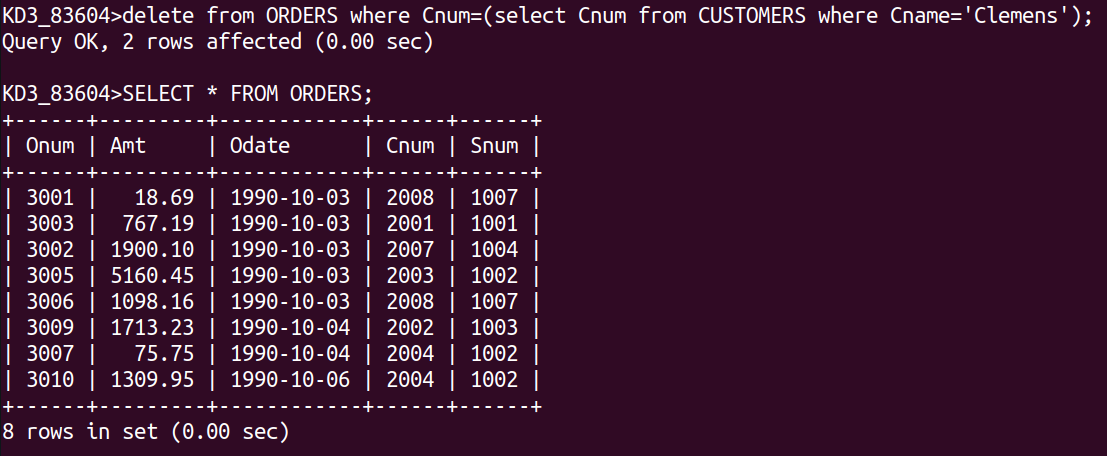 KD3_83604>delete from ORDERS where Cnum=(select Cnum from CUSTOMERS where Cname='Clemens');
Query OK, 2 rows affected (0.00 sec)

KD3_83604>SELECT * FROM ORDERS;
+------+---------+------------+------+------+
| Onum | Amt     | Odate      | Cnum | Snum |
+------+---------+------------+------+------+
| 3001 |   18.69 | 1990-10-03 | 2008 | 1007 |
| 3003 |  767.19 | 1990-10-03 | 2001 | 1001 |
| 3002 | 1900.10 | 1990-10-03 | 2007 | 1004 |
| 3005 | 5160.45 | 1990-10-03 | 2003 | 1002 |
| 3006 | 1098.16 | 1990-10-03 | 2008 | 1007 |
| 3009 | 1713.23 | 1990-10-04 | 2002 | 1003 |
| 3007 |   75.75 | 1990-10-04 | 2004 | 1002 |
| 3010 | 1309.95 | 1990-10-06 | 2004 | 1002 |
+------+---------+------------+------+------+
8 rows in set (0.00 sec)